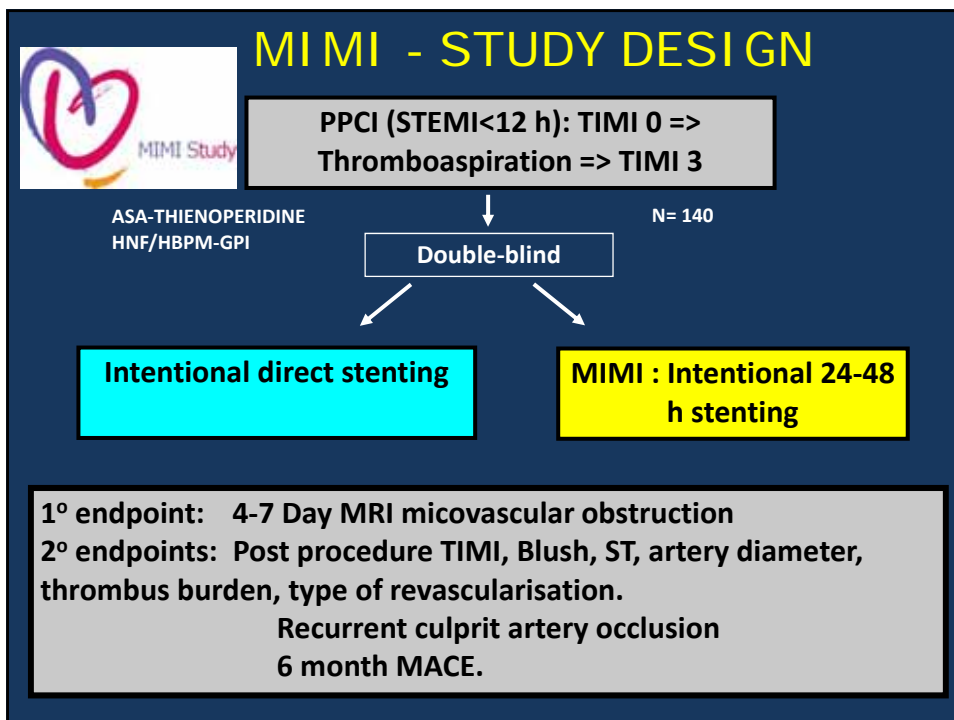 MIMI - STUDY DESIGN
MIMI Study
PPCI (STEMI<12 h): TIMI 0 =>
Thromboaspiration => TIMI 3
ASA-THIENOPERIDINE
HNF/HBPM-GPI
N= 140
Double-blind
Intentional direct stenting
MIMI : Intentional 24-48
h stenting
1º endpoint: 4-7 Day MRI micovascular obstruction
2º endpoints: Post procedure TIMI, Blush, ST, artery diameter,
thrombus burden, type of revascularisation.
Recurrent culprit artery occlusion
6 month MACE.